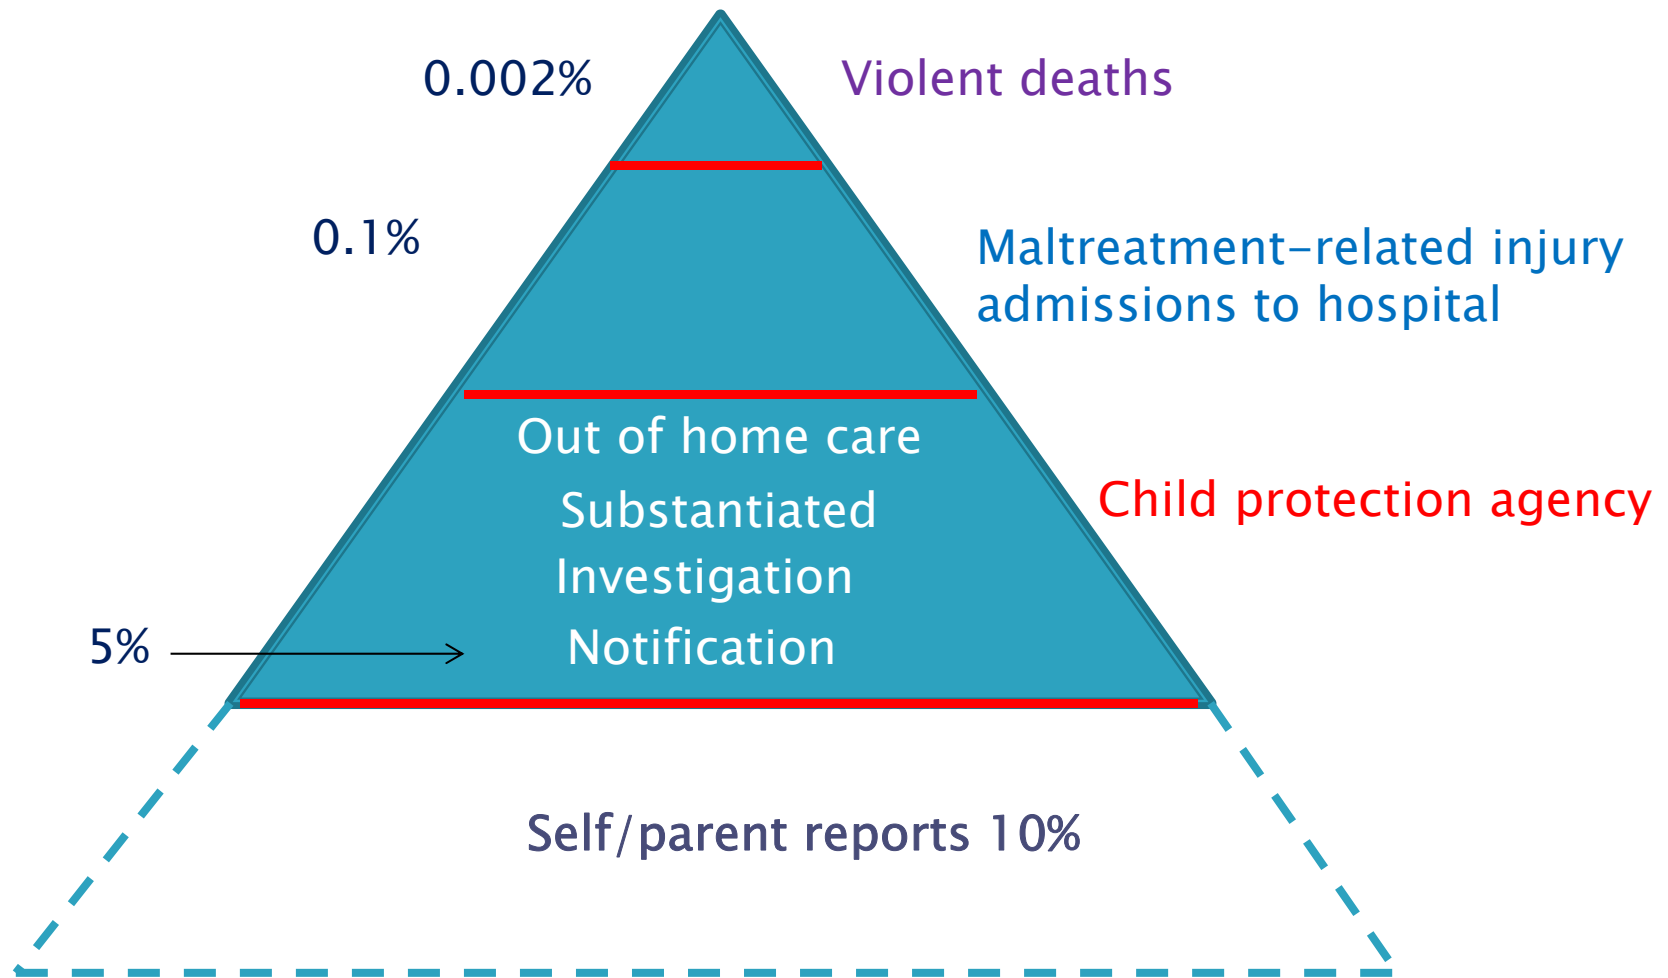 0.002%
Violent deaths
0.1%
Maltreatment-related injury
admissions to hospital
Out of home care
Substantiated
Child protection agency
Investigation
5%
Notification
Self/parent reports 10%